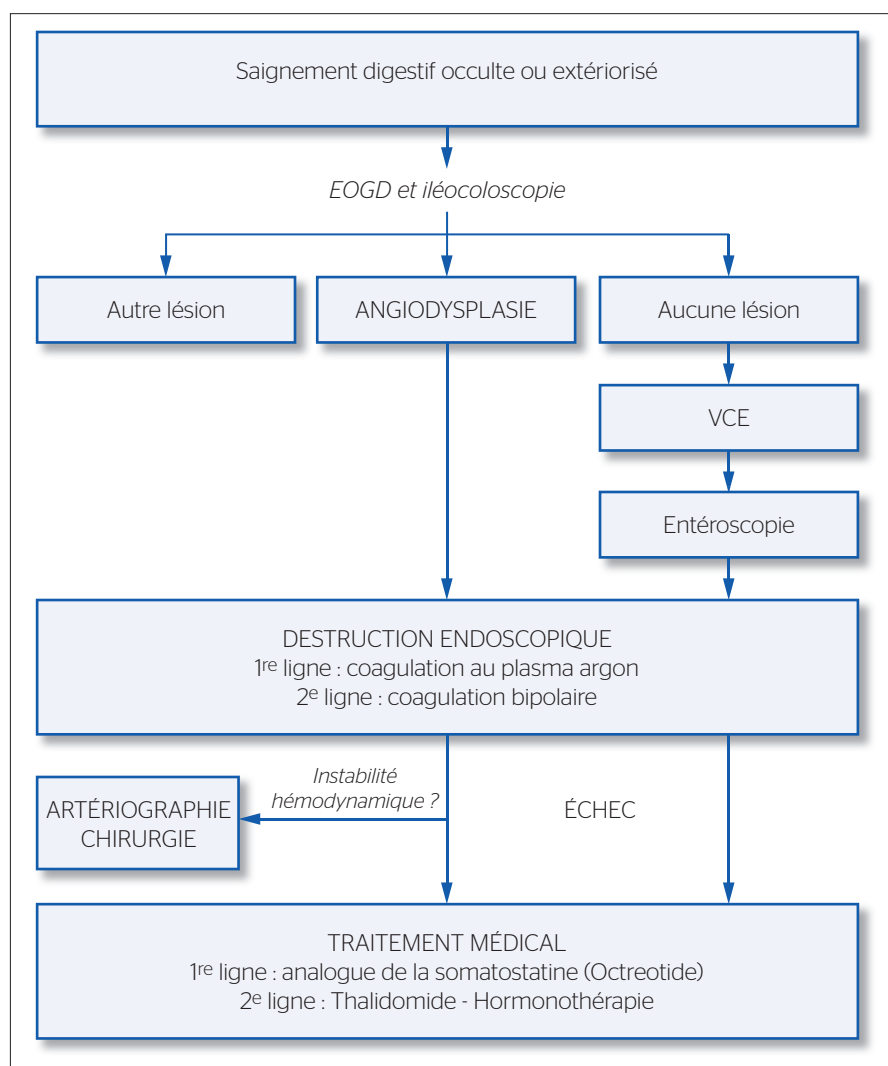 Saignement digestif occulte ou extériorisé
EOGD et iléocoloscopie
Autre lésion
ANGIODYSPLASIE
Aucune lésion
VCE
Entéroscopie
DESTRUCTION ENDOSCOPIQUE
1re ligne : coagulation au plasma argon
2e ligne : coagulation bipolaire
Instabilité
hémodynamique ?
ARTÉRIOGRAPHIE
CHIRURGIE
ÉCHEC
TRAITEMENT MÉDICAL
1re ligne : analogue de la somatostatine (Octreotide)
2e ligne : Thalidomide - Hormonothérapie